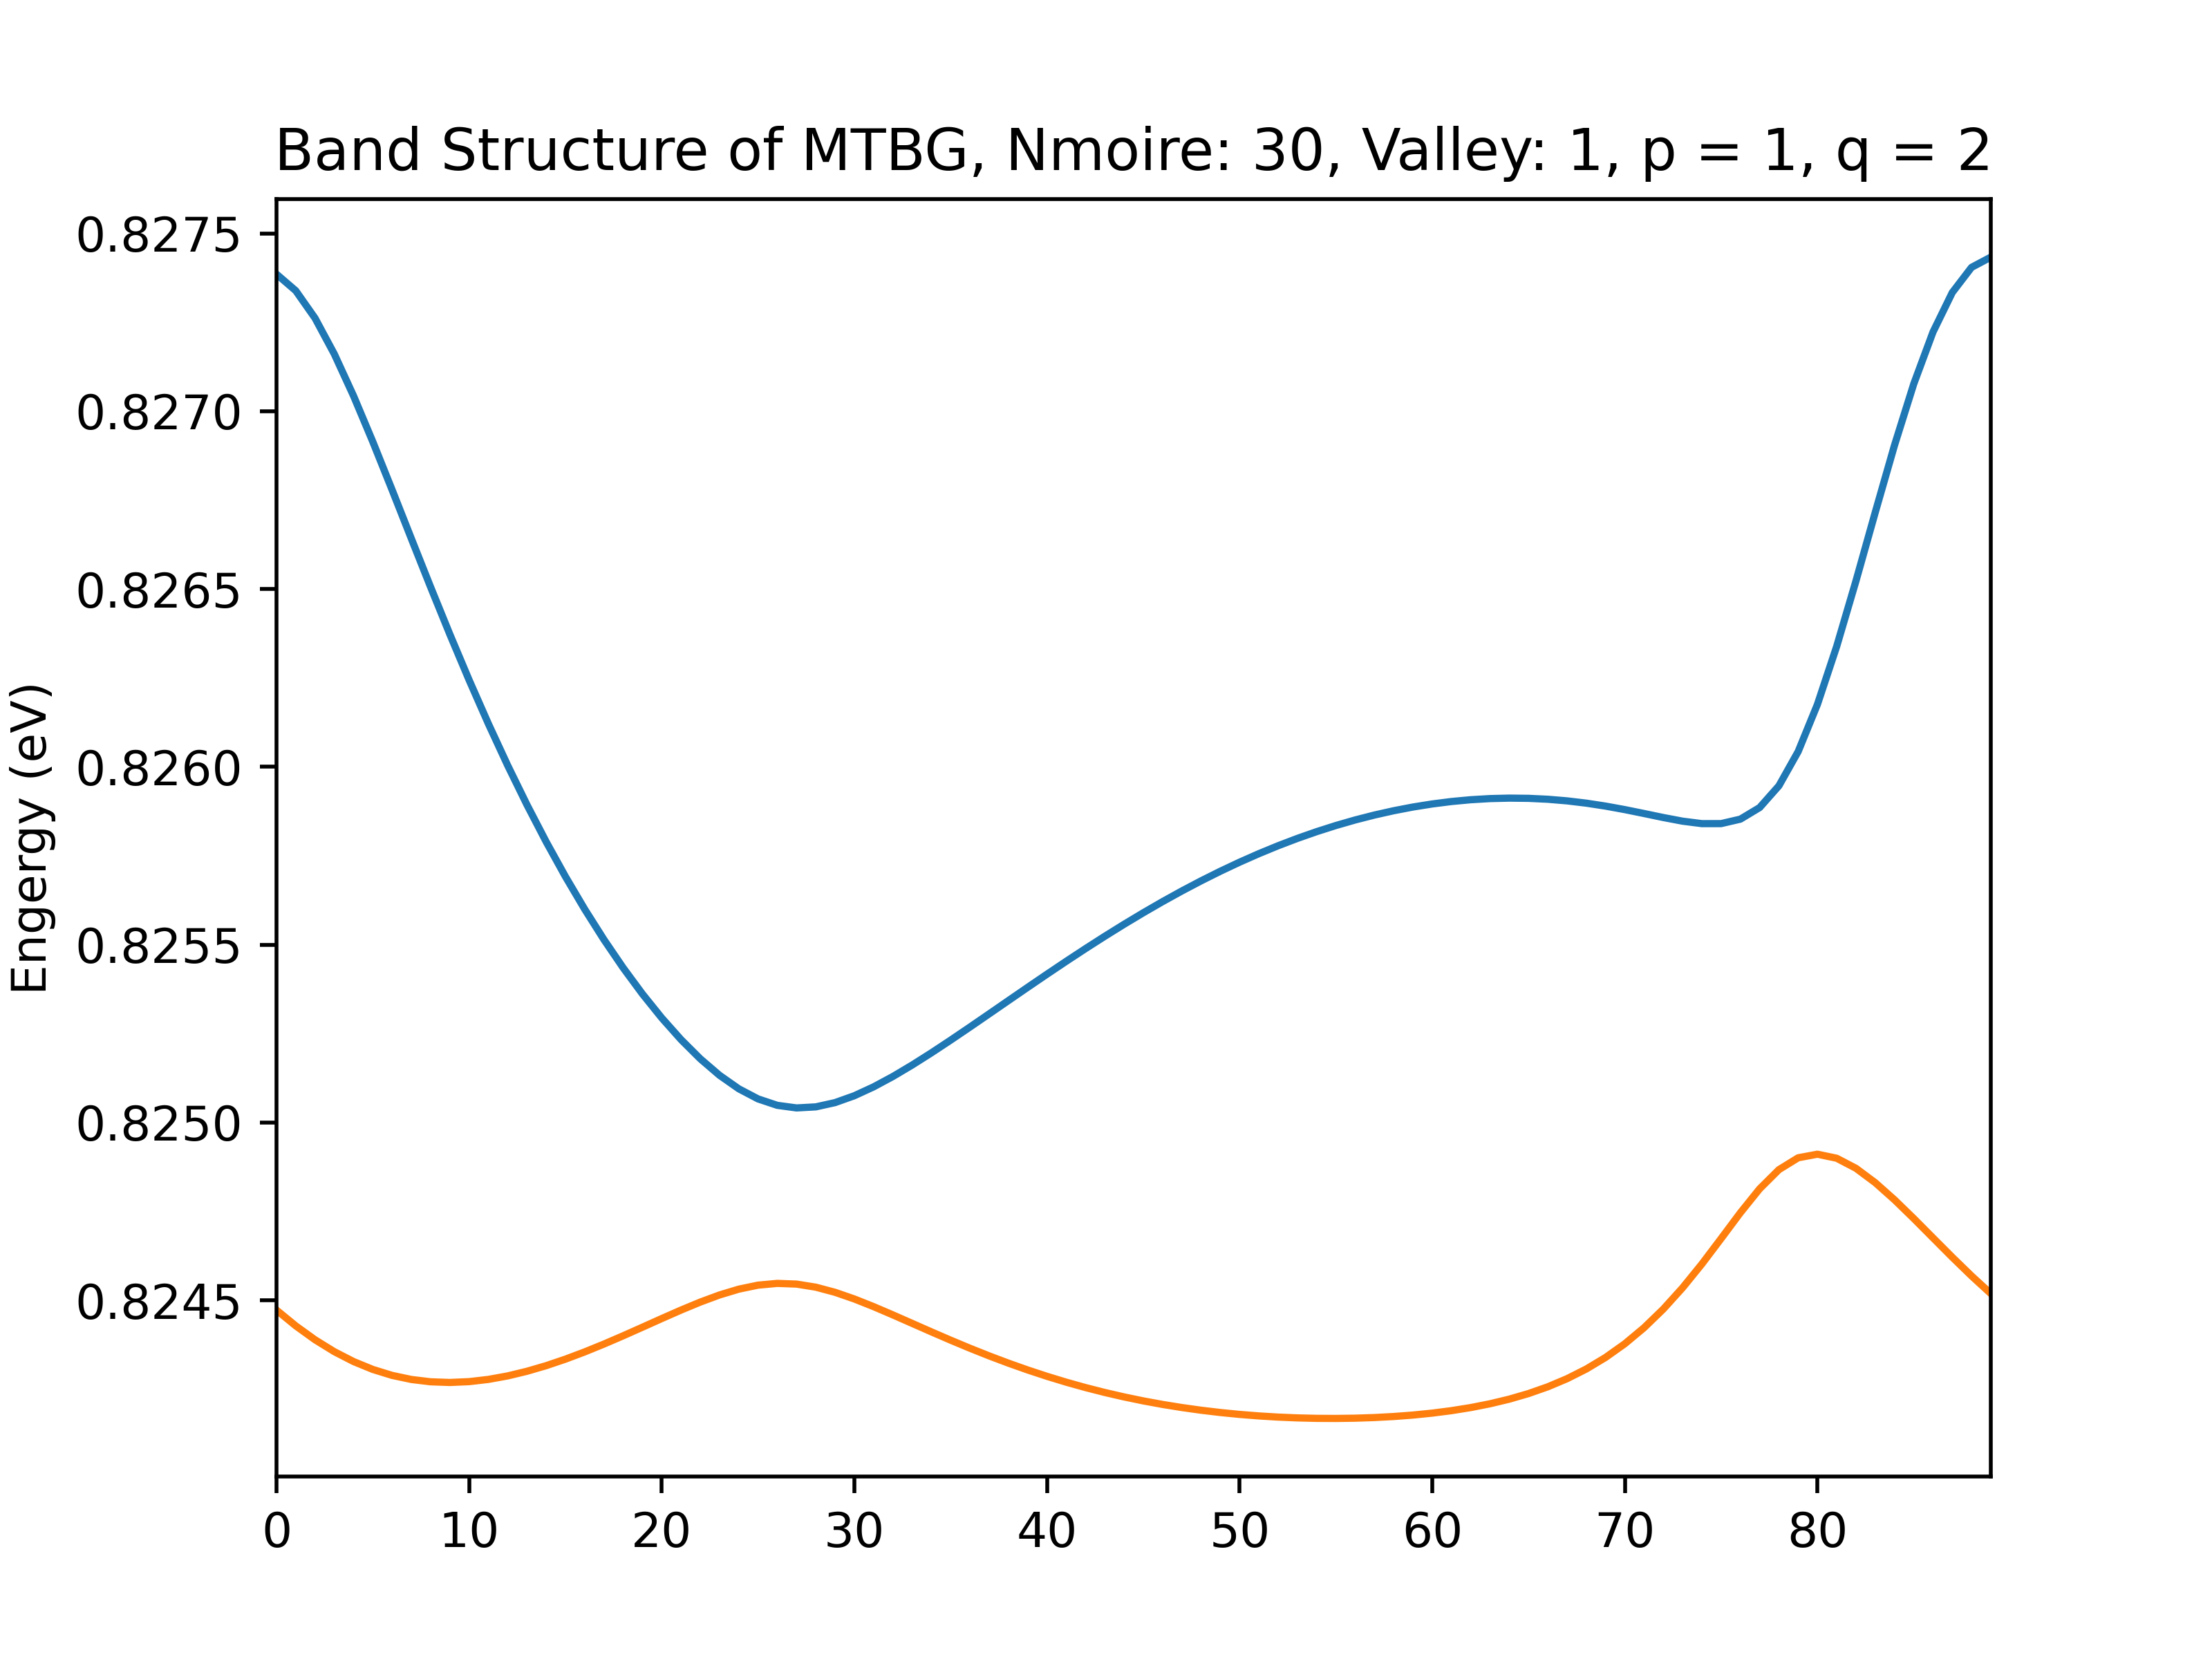 Band Structure of MTBG, Nmoire: 30, Valley: 1, p = 1, q = 2
Engergy (eV)
0.8275
0.8270
0.8265
0.8260
0.8255
0.8250
0.8245
0 10 20 30 40 50 60 70 80